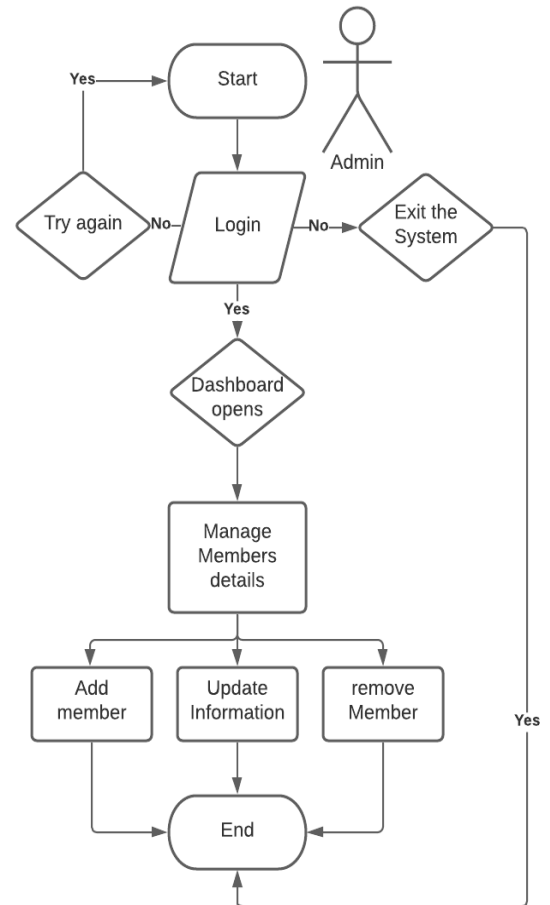 Yes
Start
Admin
Try again
No
Login
No
Exit the
System
Yes
Dashboard
opens
Manage
Members
details
Add
member
Update
Information
remove
Member
Yes
End